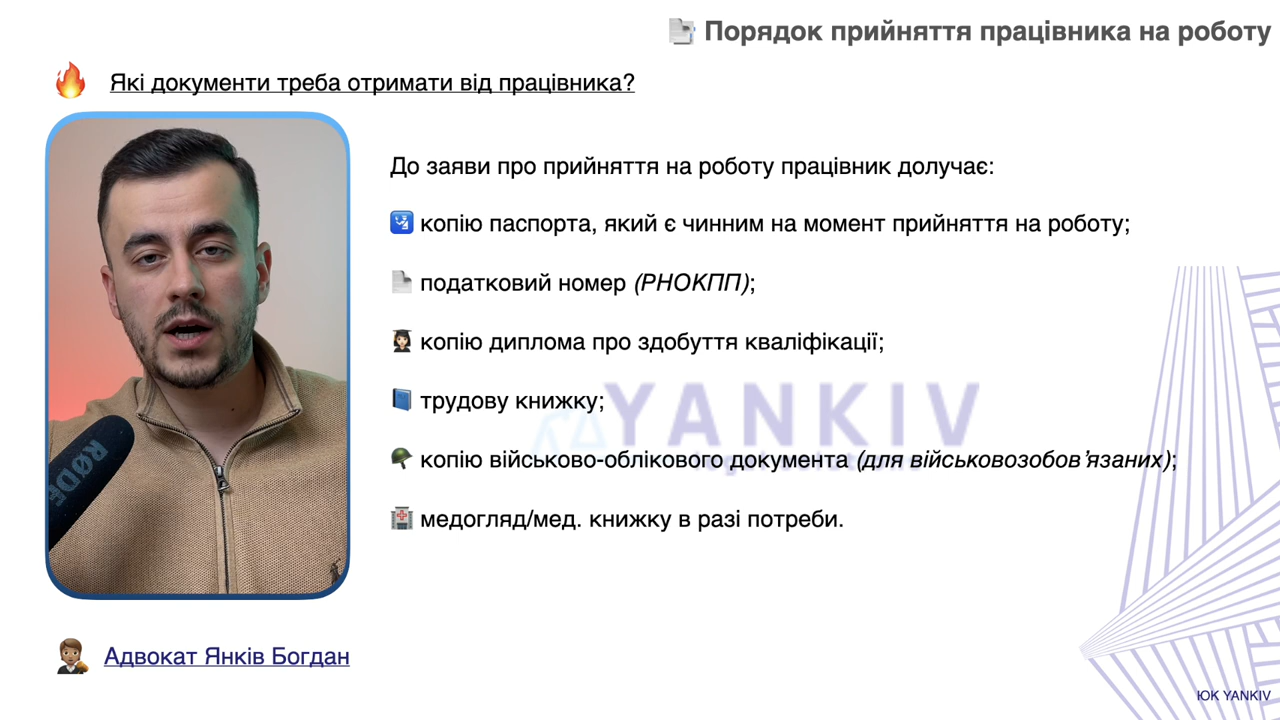 Порядок прийняття працівника на роботу
Які документи треба отримати від працівника?
До заяви про прийняття на роботу працівник долучає:
копію паспорта, який є чинним на момент прийняття на роботу;
податковий номер (РНОКПП);
копію диплома про здобуття кваліфікації;
трудову книжку;
YANKIV
копію військово-облікового документа (для військовозобов’язаних);
медогляд/мед. книжку в разі потреби.
RØDE
Адвокат Янків Богдан
ЮК YANKIV